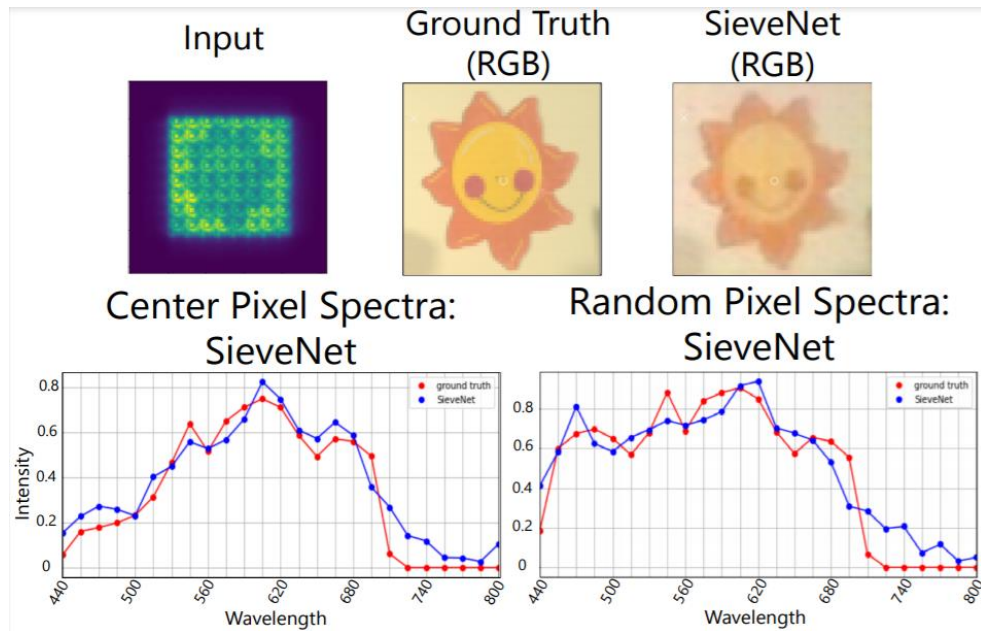 Input
Ground Truth
(RGB)
SieveNet
(RGB)
Center Pixel Spectra:
SieveNet
Random Pixel Spectra:
SieveNet
0.8
0.6
0.4
0.2
0
Intensity
ground truth
SieveNet
440
500
560
620
680
740
800
Wavelength
0.8
0.6
0.4
0.2
0
ground truth
SieveNet
440
500
560
620
680
740
800
Wavelength